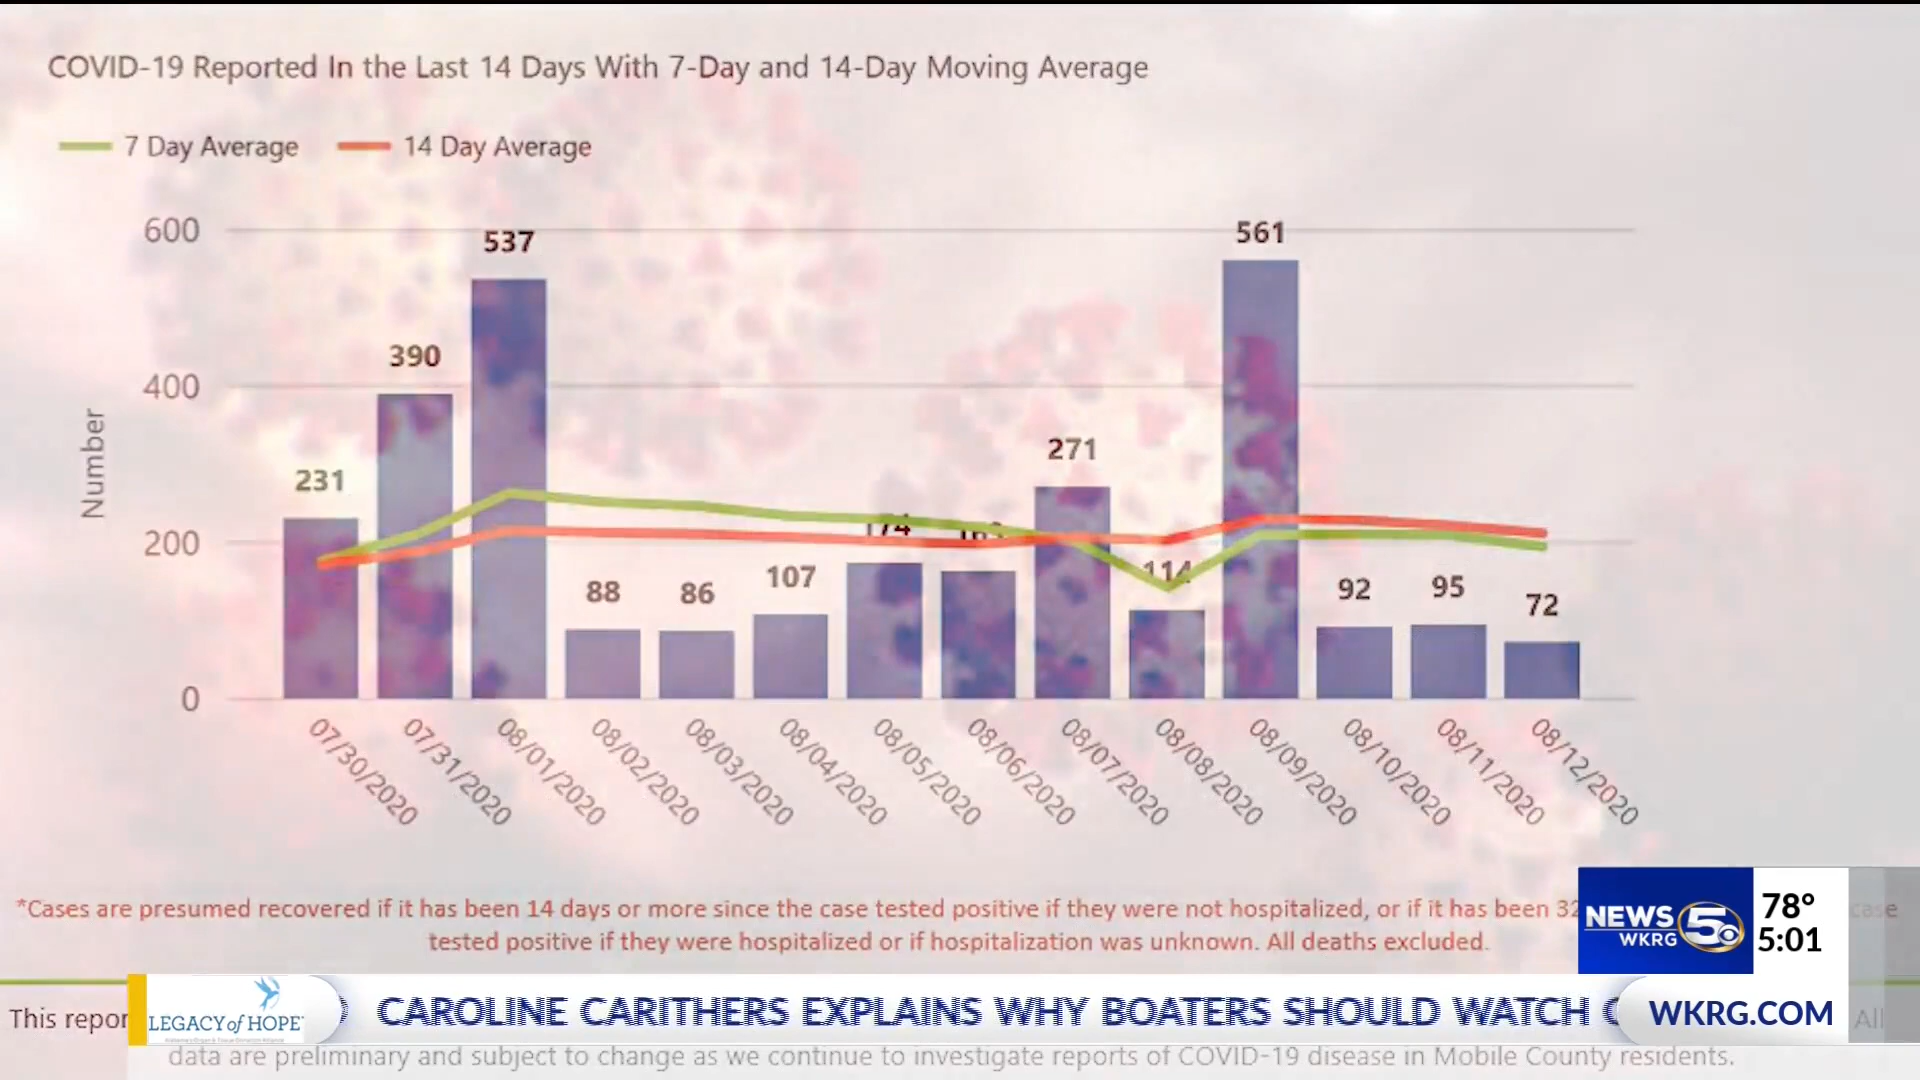 COVID-19 Reported In the Last 14 Days With 7-Day and 14-Day Moving Average
7 Day Average 14 Day Average
600
400
200
0
Number
231
390
537
88
86
107
174
271
114
561
92
95
72
07/30/2020
07/31/2020
08/01/2020
08/02/2020
08/03/2020
08/04/2020
08/05/2020
08/06/2020
08/07/2020
08/08/2020
08/09/2020
08/10/2020
08/11/2020
08/12/2020
*Cases are presumed recovered if it has been 14 days or more since the case tested positive if they were not hospitalized, or if it has been 32 case
tested positive if they were hospitalized or if hospitalization was unknown. All deaths excluded.
NEWS 5
WKRG
78°
5:01
LEGACY of HOPE
CAROLINE CARITHERS EXPLAINS WHY BOATERS SHOULD WATCH
WKRG.COM
This All
data are preliminary and subject to change as we continue to investigate reports of COVID-19 disease in Mobile County residents.